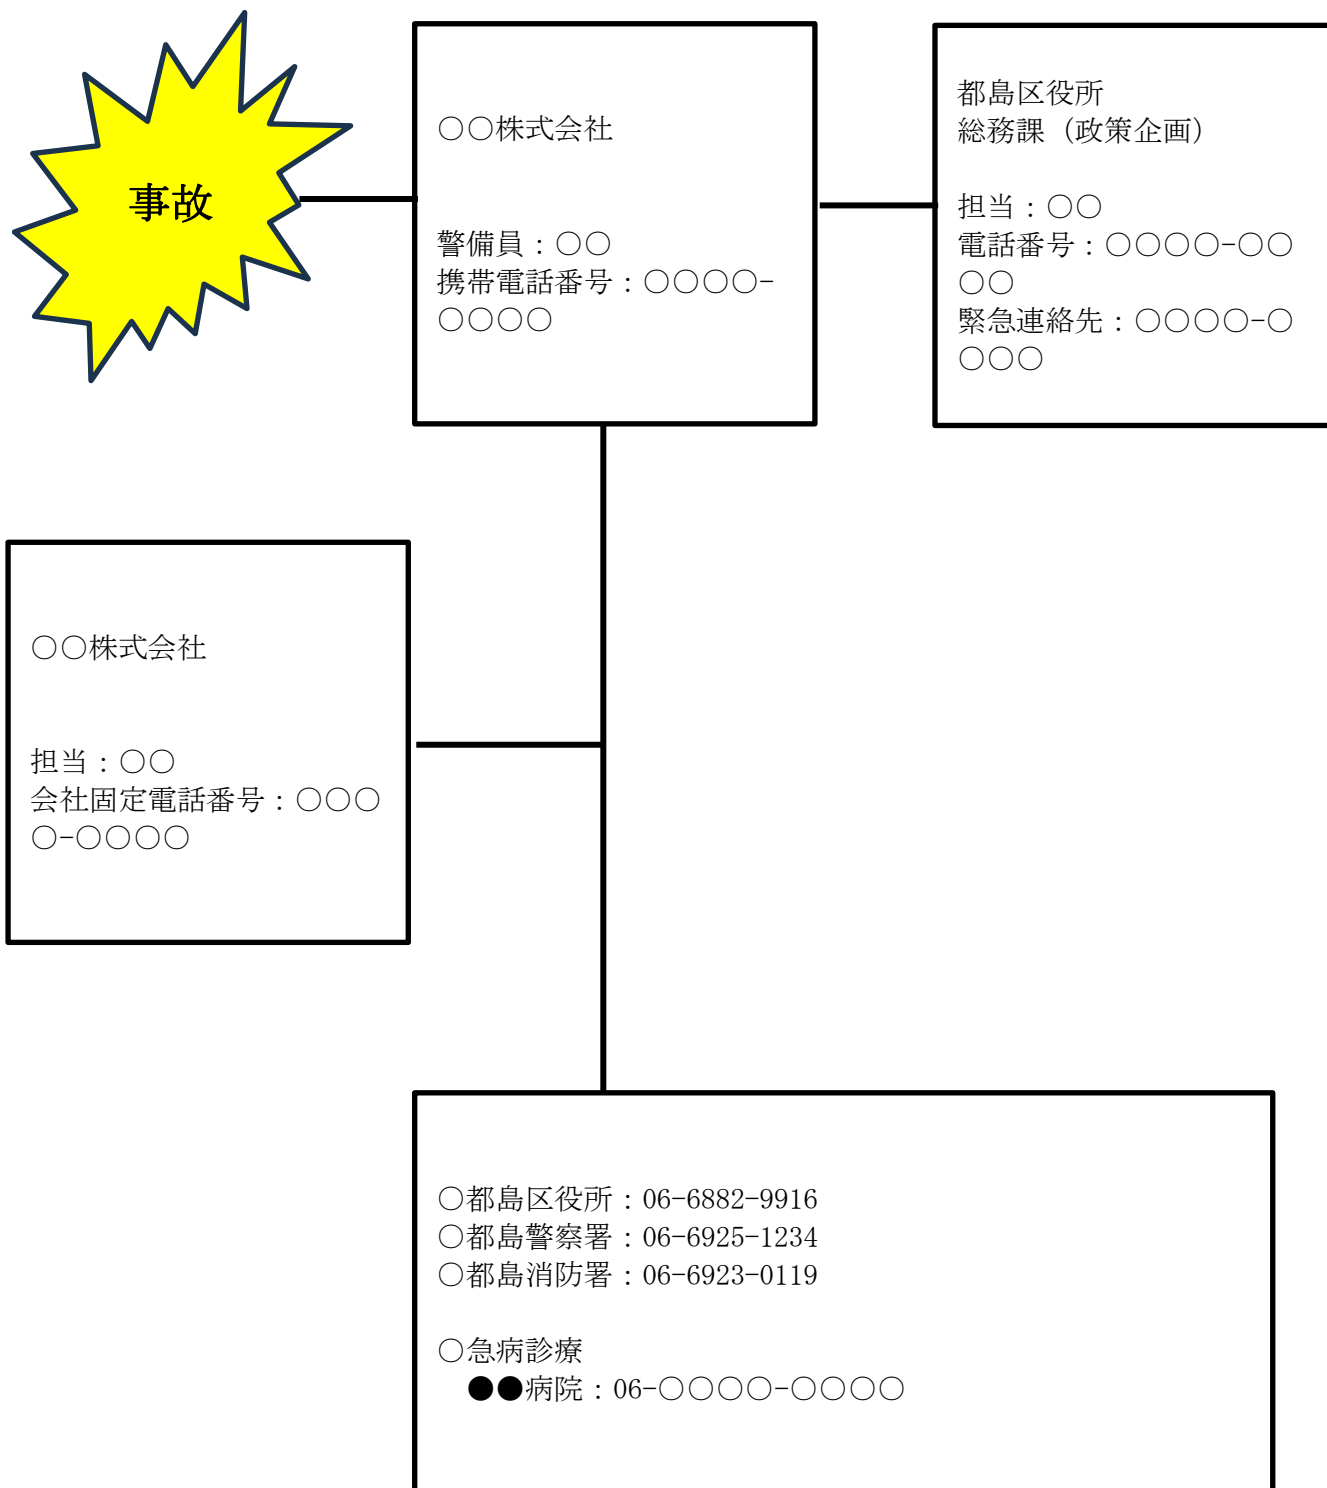 事故
○○株式会社
警備員：○○
携帯電話番号：○○○○-
○○○○
都島区役所
総務課（政策企画）
担当：○○
電話番号：○○○○-○○
○○
緊急連絡先：○○○○-○
○○○
○○株式会社
担当：○○
会社固定電話番号：○○○
○-○○○○
○都島区役所：06-6882-9916
○都島警察署：06-6925-1234
○都島消防署：06-6923-0119
○急病診療
●●病院：06-○○○○-○○○○